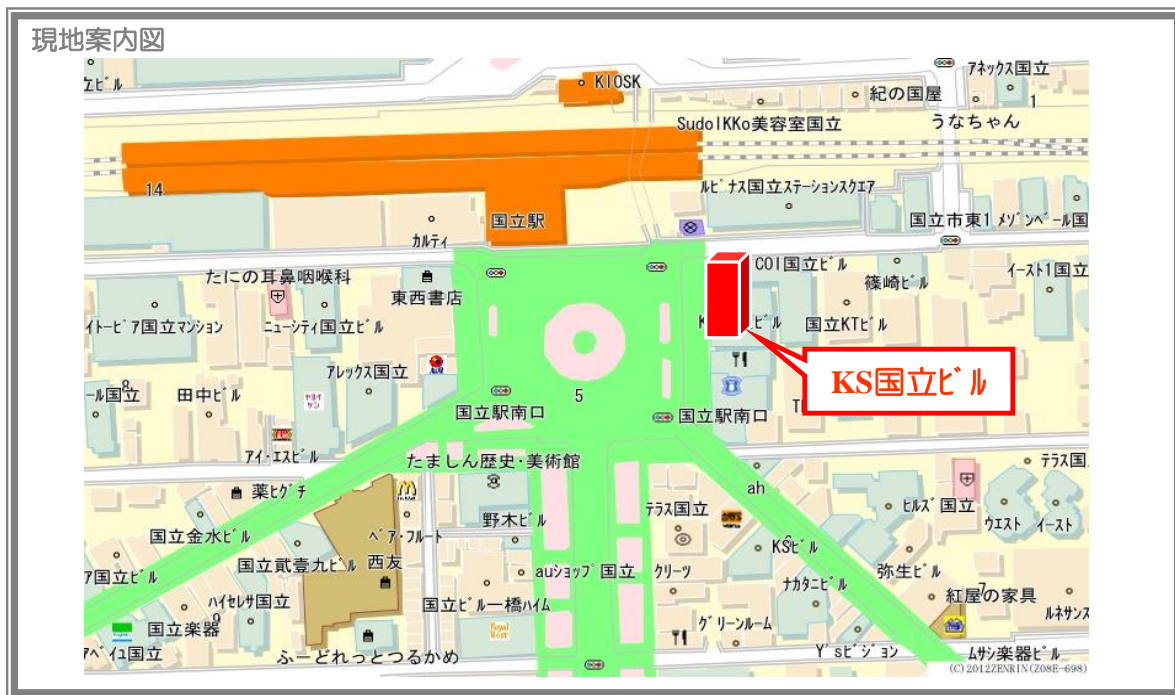 現地案内図
立ビル
KIOSK
アネックス国立
紀の国屋
1
SudoIKKo美容室国立
うなちゃん
14
ルピナス国立ステーションスクエア
国立駅
国立市東1
メゾンベール国
カルティ
COI国立ビル
たにの耳鼻咽喉科
東西書店
篠崎ビル
イースト1国立
イトーピア国立マンション
ニューシティ国立ビル
国立KTビル
アレックス国立
KS国立ビル
8
ール国立
田中ビル
国立駅南口
5
国立駅南口
アイ・エスビル
たましん歴史・美術館
テラス国
薬ヒグチ
ah
野木ビル
テラス国立
ヒルズ国立
ウエスト
イースト
国立金水ビル
ベア・フルート
KSビル
国立貳壹九ビル
西友
auショップ国立
クリーツ
弥生ビル
ア国立ビル
ナカタニビル
7
紅屋の家具
ハイセレサ国立
9
国立ビル一橋ハイム
ルネサンス
国立楽器
Royal Host
グリーンルーム
アベイユ国立
ふーどれっとつるかめ
Y'sビジョン
ムサシ楽器ビル
(C) 2012ZENRIN (Z08E-698)